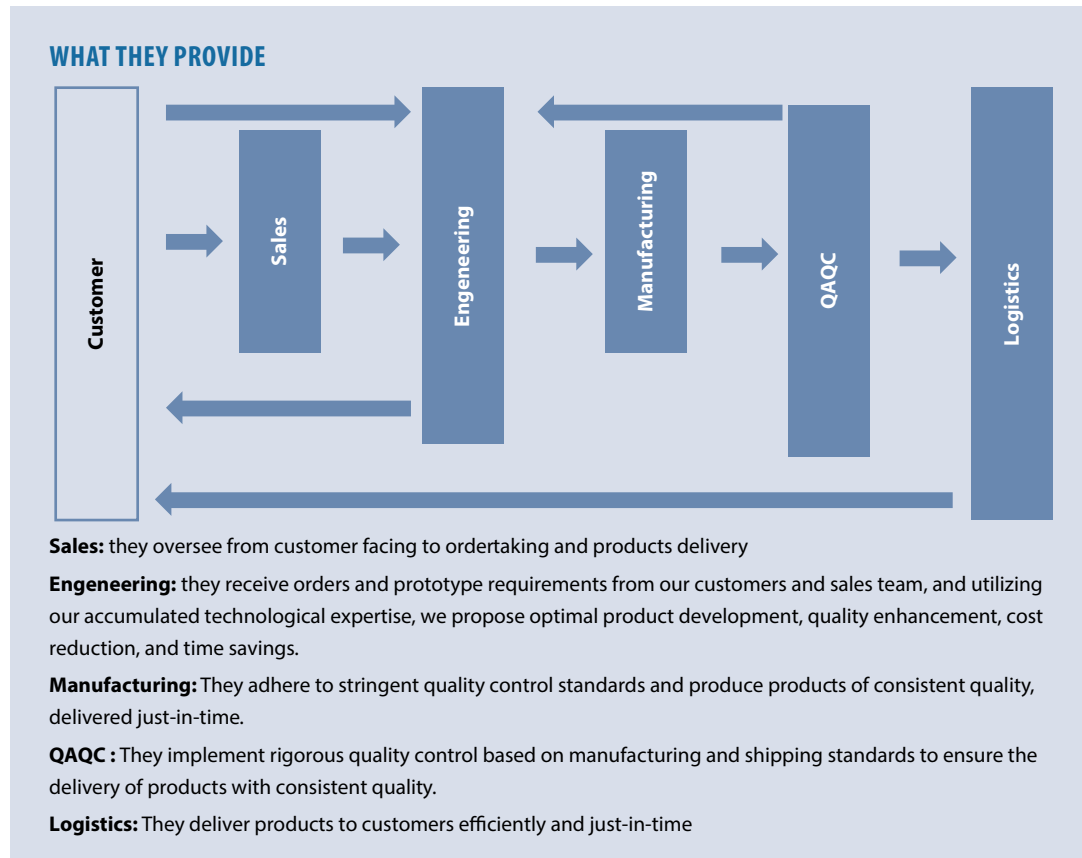 WHAT THEY PROVIDE
Customer
Sales
Engeneering
Manufacturing
QAQC
Logistics
Sales: they oversee from customer facing to ordertaking and products delivery
Engeneering: they receive orders and prototype requirements from our customers and sales team, and utilizing
our accumulated technological expertise, we propose optimal product development, quality enhancement, cost
reduction, and time savings.
Manufacturing: They adhere to stringent quality control standards and produce products of consistent quality,
delivered just-in-time.
QAQC : They implement rigorous quality control based on manufacturing and shipping standards to ensure the
delivery of products with consistent quality.
Logistics: They deliver products to customers efficiently and just-in-time